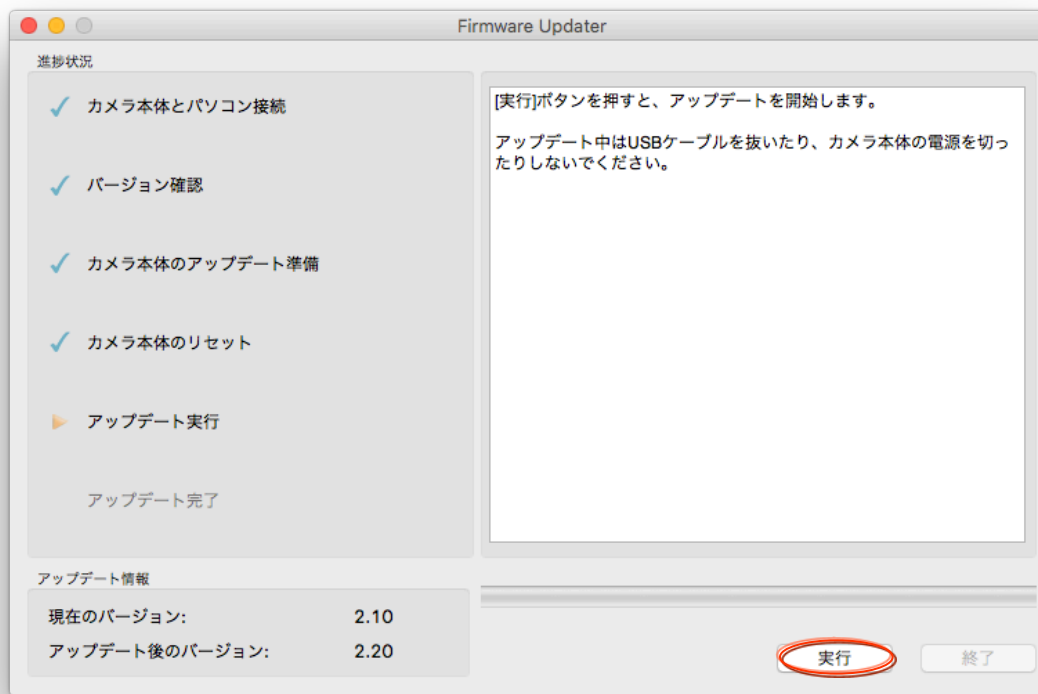 Firmware Updater
進捗状況
カメラ本体とパソコン接続
バージョン確認
カメラ本体のアップデート準備
カメラ本体のリセット
アップデート実行
アップデート完了
[実行]ボタンを押すと、アップデートを開始します。
アップデート中はUSBケーブルを抜いたり、カメラ本体の電源を切っ
たりしないでください。
アップデート情報
現在のバージョン: 2.10
アップデート後のバージョン: 2.20
実行
終了